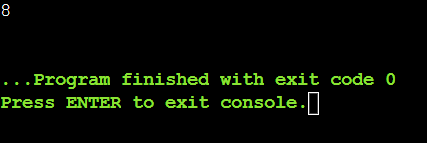 8
...Program finished with exit code 0
Press ENTER to exit console.